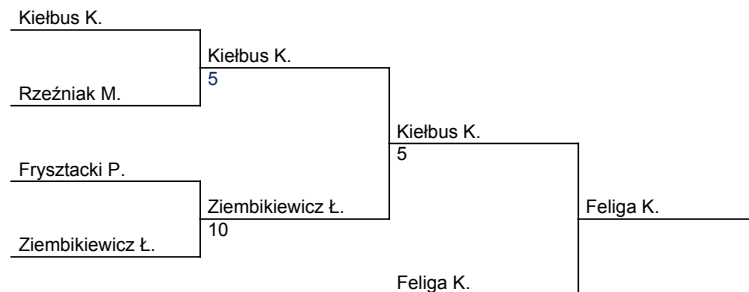 Kiełbus K.
Kiełbus K.
5
Rzeźniak M.
Kiełbus K.
5
Frysztacki P.
Ziembikiewicz Ł.
10
Feliga K.
Ziembikiewicz Ł.
Feliga K.